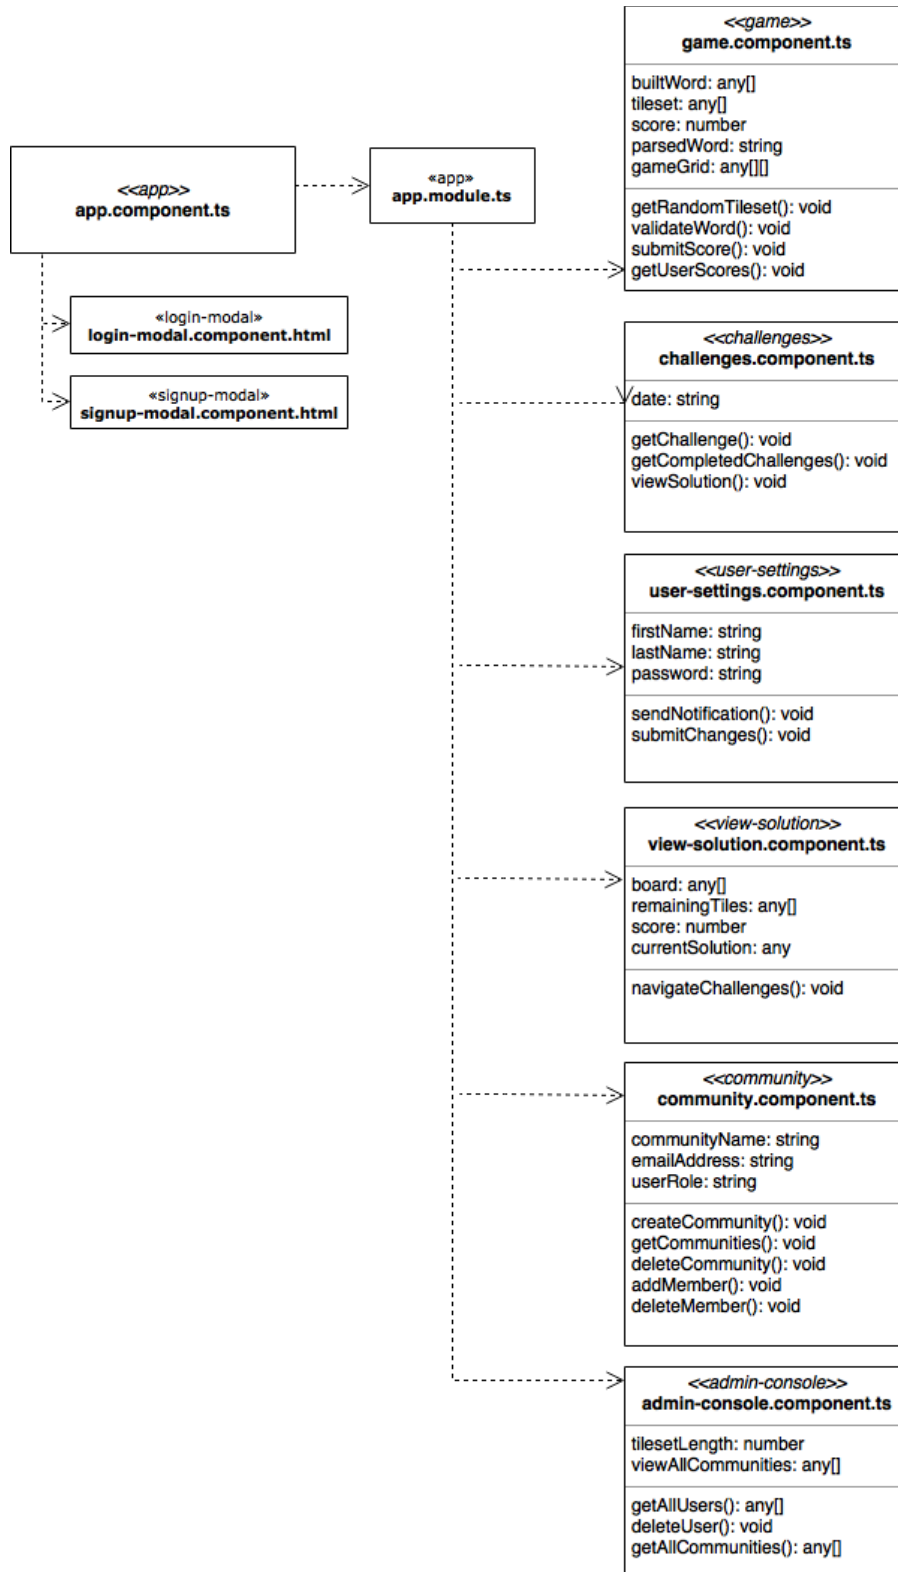 <<app>>
app.component.ts
«login-modal»
login-modal.component.html
«signup-modal»
signup-modal.component.html
«app»
app.module.ts
<<game>>
game.component.ts
builtWord: any[]
tileset: any[]
score: number
parsedWord: string
gameGrid: any[][]
getRandomTileset(): void
validateWord(): void
submitScore(): void
getUserScores(): void
<<challenges>>
challenges.component.ts
date: string
getChallenge(): void
getCompletedChallenges(): void
viewSolution(): void
<<user-settings>>
user-settings.component.ts
firstName: string
lastName: string
password: string
sendNotification(): void
submitChanges(): void
<<view-solution>>
view-solution.component.ts
board: any[]
remainingTiles: any[]
score: number
currentSolution: any
navigateChallenges(): void
<<community>>
community.component.ts
communityName: string
emailAddress: string
userRole: string
createCommunity(): void
getCommunities(): void
deleteCommunity(): void
addMember(): void
deleteMember(): void
<<admin-console>>
admin-console.component.ts
tilesetLength: number
viewAllCommunities: any[]
getAllUsers(): any[]
deleteUser(): void
getAllCommunities(): any[]